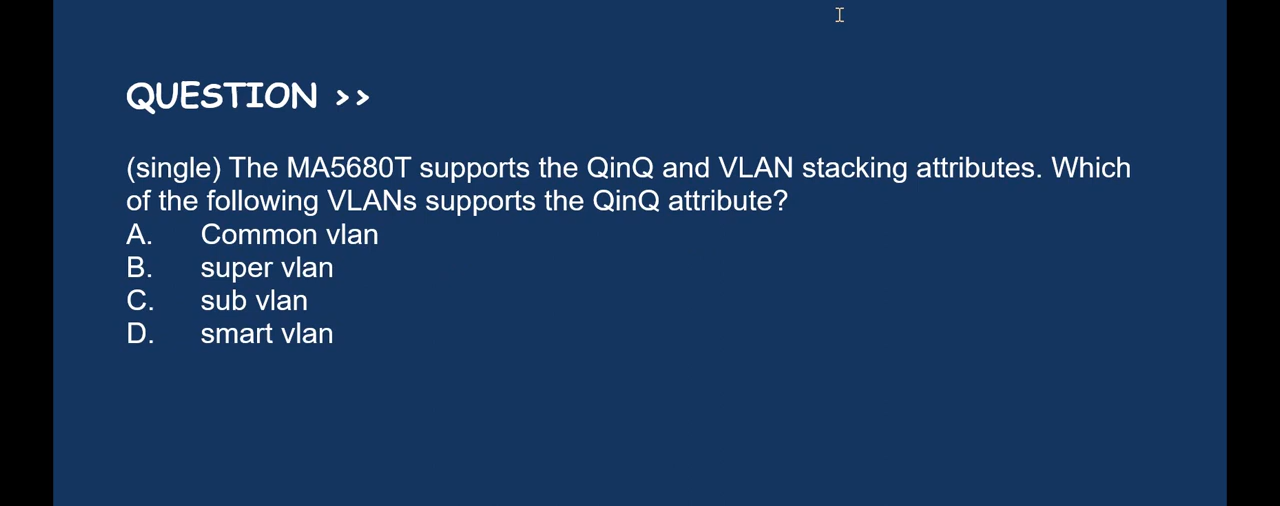 QUESTION >>
(single) The MA5680T supports the QinQ and VLAN stacking attributes. Which
of the following VLANs supports the QinQ attribute?
A. Common vlan
B. super vlan
C. sub vlan
D. smart vlan